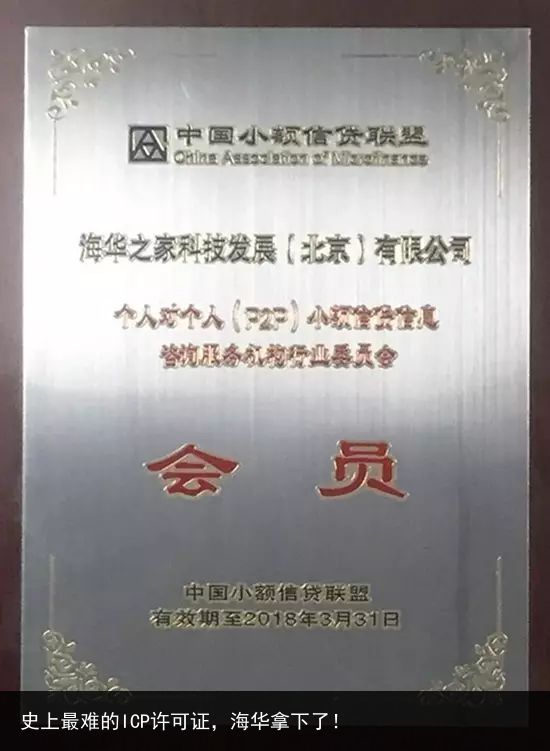 中国小额信贷联盟
China Association of Microfinance
海华之家科技发展（北京）有限公司
个人对个人（P2P）小额信贷信息
咨询服务机构行业委员会
会 员
中国小额信贷联盟
有效期至2018年3月31日
史上最难的ICP许可证，海华拿下了！